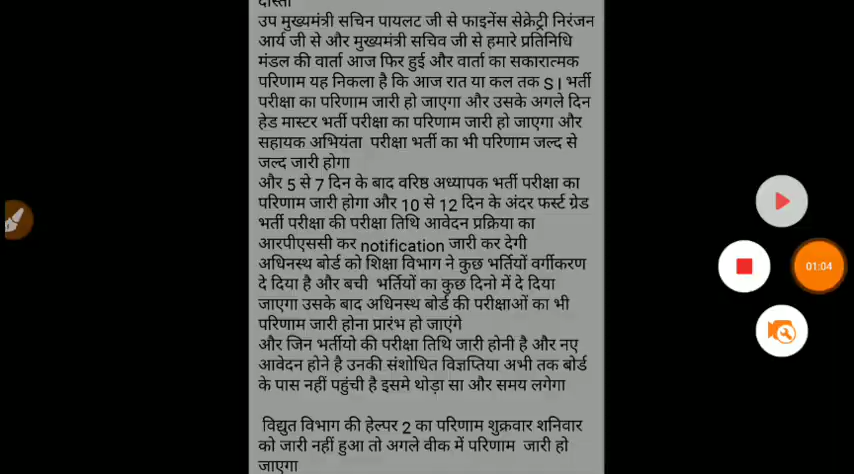 दोस्तों
उप मुख्यमंत्री सचिन पायलट जी से फाइनेंस सेक्रेट्री निरंजन
आर्य जी से और मुख्यमंत्री सचिव जी से हमारे प्रतिनिधि
मंडल की वार्ता आज फिर हुई और वार्ता का सकारात्मक
परिणाम यह निकला है कि आज रात या कल तक S I भर्ती
परीक्षा का परिणाम जारी हो जाएगा और उसके अगले दिन
हेड मास्टर भर्ती परीक्षा का परिणाम जारी हो जाएगा और
सहायक अभियंता परीक्षा भर्ती का भी परिणाम जल्द से
जल्द जारी होगा
और 5 से 7 दिन के बाद वरिष्ठ अध्यापक भर्ती परीक्षा का
परिणाम जारी होगा और 10 से 12 दिन के अंदर फर्स्ट ग्रेड
भर्ती परीक्षा की परीक्षा तिथि आवेदन प्रक्रिया का
आरपीएससी कर notification जारी कर देगी
अधिनस्थ बोर्ड को शिक्षा विभाग ने कुछ भर्तियों वर्गीकरण
दे दिया है और बची भर्तियों का कुछ दिनो में दे दिया
जाएगा उसके बाद अधिनस्थ बोर्ड की परीक्षाओं का भी
परिणाम जारी होना प्रारंभ हो जाएंगे
और जिन भर्तीयो की परीक्षा तिथि जारी होनी है और नए
आवेदन होने है उनकी संशोधित विज्ञप्तिया अभी तक बोर्ड
के पास नहीं पहुंची है इसमे थोड़ा सा और समय लगेगा
विद्युत विभाग की हेल्पर 2 का परिणाम शुक्रवार शनिवार
को जारी नहीं हुआ तो अगले वीक में परिणाम जारी हो
जाएगा
01:04